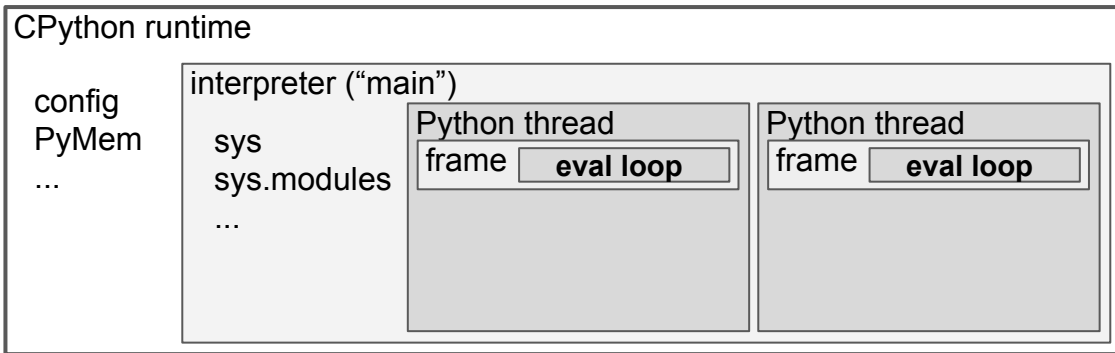 CPython runtime
config
PyMem
...
interpreter (“main”)
sys
sys.modules
...
Python thread
frame eval loop
Python thread
frame eval loop